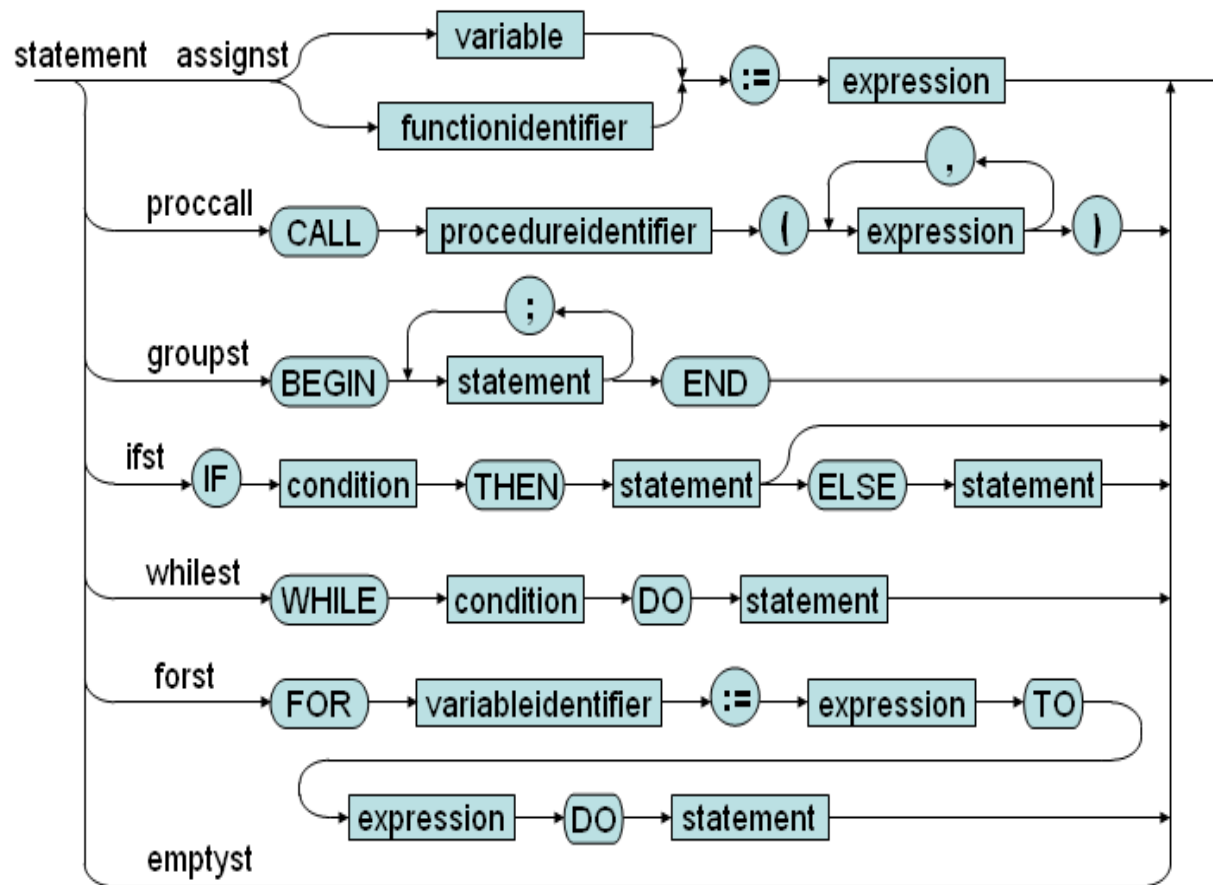 statement assignst variable := expression
functionidentifier
,
proccall CALL procedureidentifier ( expression )
;
groupst BEGIN statement END
ifst IF condition THEN statement ELSE statement
whilest WHILE condition DO statement
forst FOR variableidentifier := expression TO
expression DO statement
emptyst